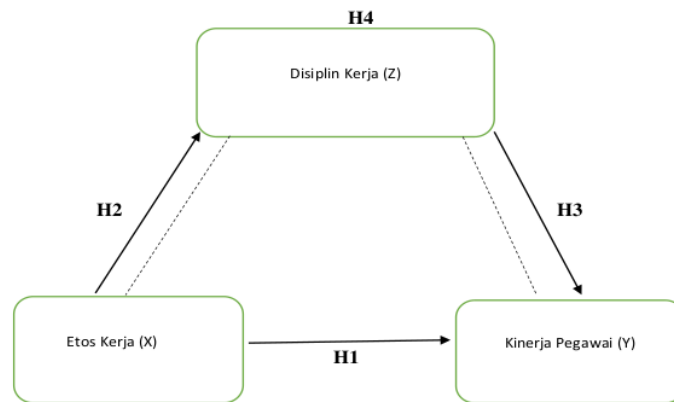 H4
Disiplin Kerja (Z)
H2
H3
Etos Kerja (X)
Kinerja Pegawai (Y)
H1